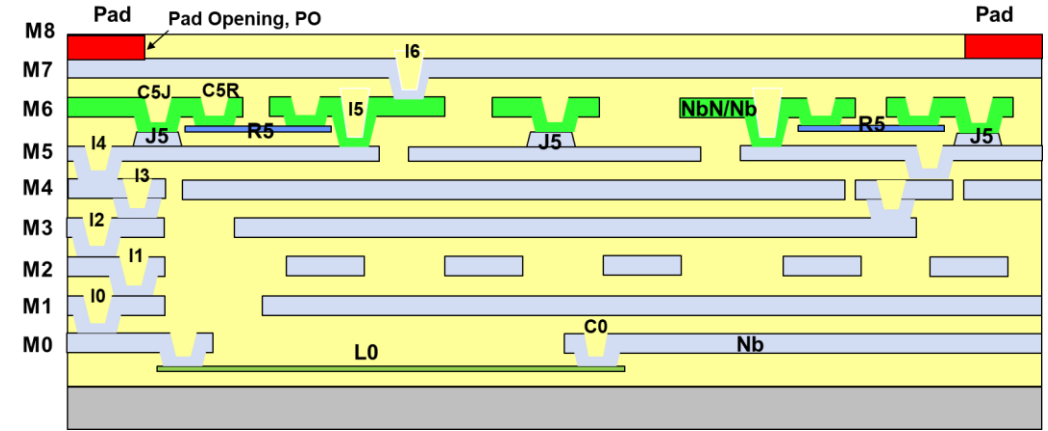 Pad
Pad Opening, PO
Pad
M8
I6
M7
C5J
C5R
M6
I5
NbN/Nb
J5
R5
J5
R5
J5
I4
M5
I3
M4
I2
M3
I1
M2
I0
M1
C0
M0
L0
Nb